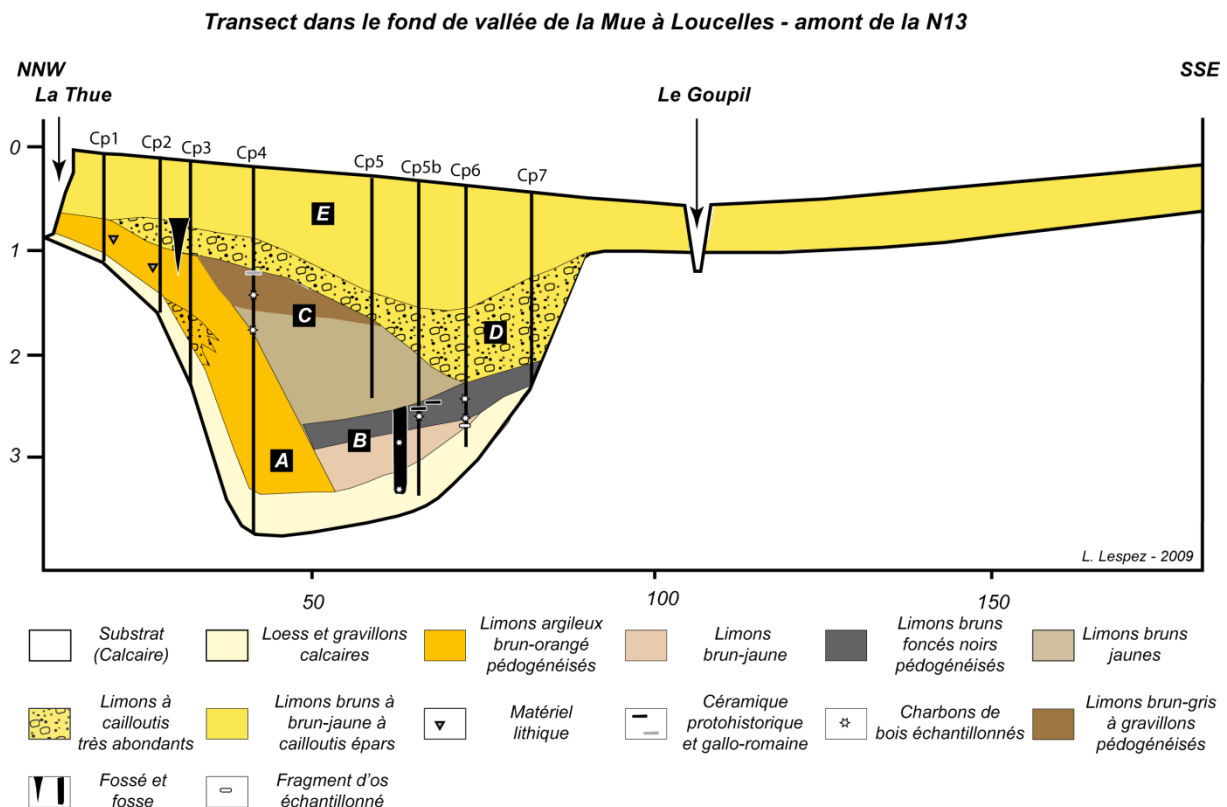 Transect dans le fond de vallée de la Mue à Loucelles - amont de la N13
NNW
SSE
La Thue
Le Goupil
Cp1
Cp2
Cp3
Cp4
Cp5
Cp5b
Cp6
Cp7
0
1
2
3
E
C
D
B
A
L. Lespez - 2009
50
100
150
Substrat
(Calcaire)
Loess et gravillons
calcaires
Limons argileux
brun-orangé
pédogénéisés
Limons
brun-jaune
Limons bruns
foncés noirs
pédogénéisés
Limons bruns
jaunes
Limons à
cailloutis
très abondants
Limons bruns à
brun-jaune à
cailloutis épars
Matériel
lithique
Céramique
protohistorique
et gallo-romaine
Charbons de
bois échantillonnés
Limons brun-gris
à gravillons
pédogénéisés
Fossé et
fosse
Fragment d'os
échantillonné